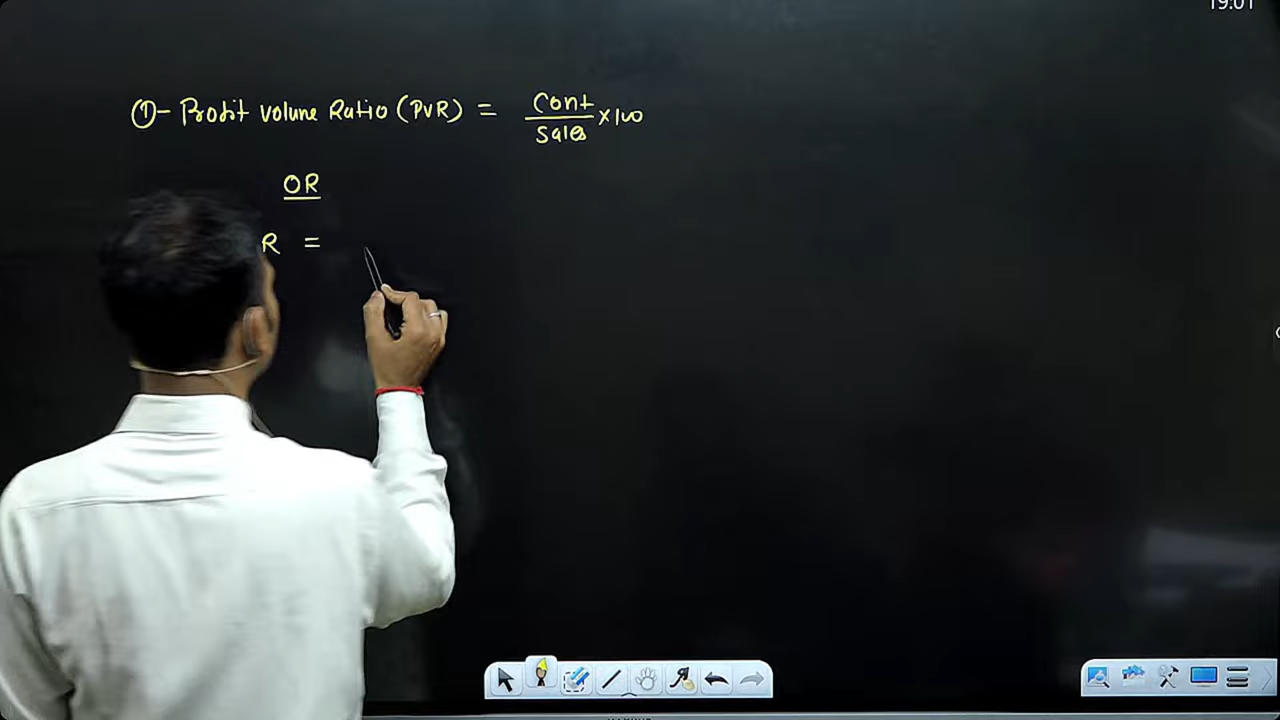 19:01
①- Profit Volume Ratio (PVR) = Cont / Sales × 100
OR
R =